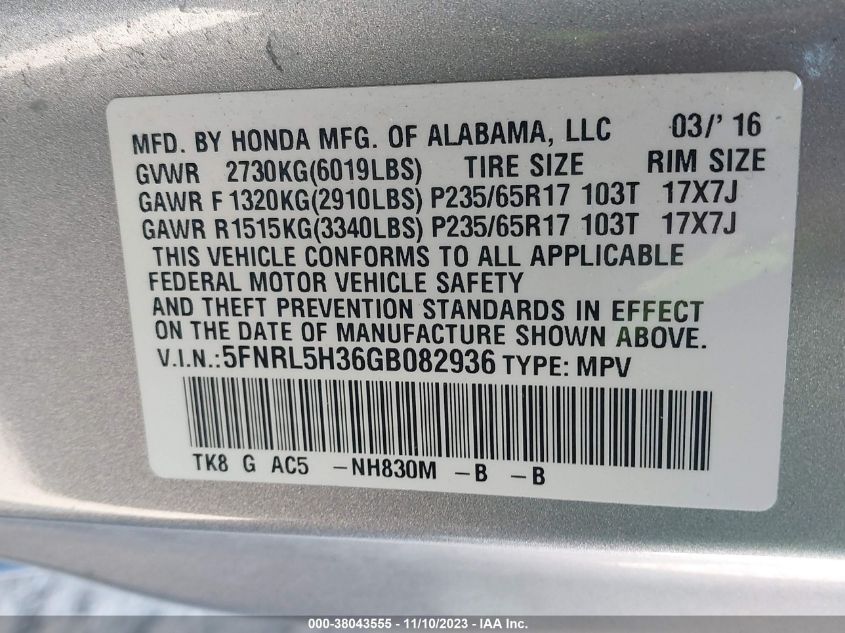 MFD. BY HONDA MFG. OF ALABAMA, LLC 03/' 16
GVWR 2730KG(6019LBS) TIRE SIZE RIM SIZE
GAWR F 1320KG(2910LBS) P235/65R17 103T 17X7J
GAWR R1515KG(3340LBS) P235/65R17 103T 17X7J
THIS VEHICLE CONFORMS TO ALL APPLICABLE
FEDERAL MOTOR VEHICLE SAFETY
AND THEFT PREVENTION STANDARDS IN EFFECT
ON THE DATE OF MANUFACTURE SHOWN ABOVE.
V.I.N.:5FNRL5H36GB082936 TYPE: MPV
TK8 G AC5 -NH830M -B -B
000-38043555 - 11/10/2023 - IAA Inc.